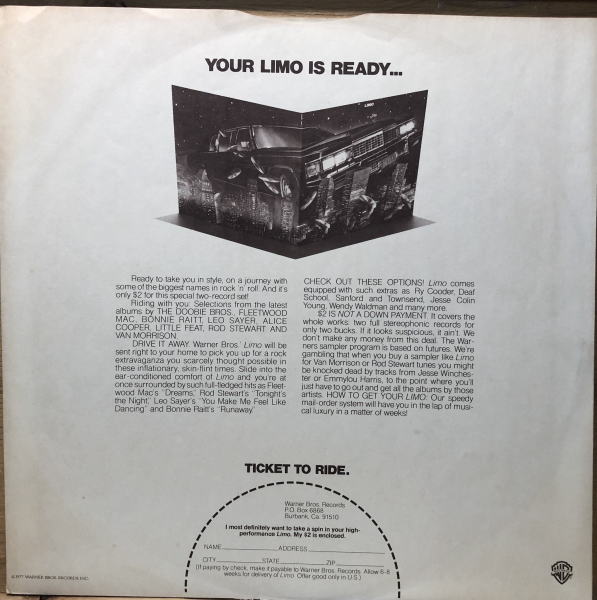 YOUR LIMO IS READY...
LIMO
Ready to take you in style, on a journey with
some of the biggest names in rock 'n' roll. And it's
only $2 for this special two-record set!
Riding with you: Selections from the latest
albums by THE DOOBIE BROS., FLEETWOOD
MAC, BONNIE RAITT, LEO SAYER, ALICE
COOPER, LITTLE FEAT, ROD STEWART AND
VAN MORRISON.
DRIVE IT AWAY. Warner Bros.' Limo will be
sent right to your home to pick you up for a rock
extravaganza you scarcely thought possible in
these inflationary, skin-flint times. Slide into the
ear-conditioned comfort of Limo and you're at
once surrounded by such full-fledged hits as Fleet-
wood Mac's "Dreams," Rod Stewart's "Tonight's
the Night," Leo Sayer's "You Make Me Feel Like
Dancing" and Bonnie Raitt's "Runaway."
CHECK OUT THESE OPTIONS! Limo comes
equipped with such extras as Ry Cooder, Deaf
School, Sanford and Townsend, Jesse Colin
Young, Wendy Waldman and many more.
$2 IS NOT A DOWN PAYMENT. It covers the
whole works: two full stereophonic records for
only two bucks. If it looks suspicious, it ain't. We
don't make any money from this deal. The War-
ners sampler program is based on futures. We're
gambling that when you buy a sampler like Limo
for Van Morrison or Rod Stewart tunes you might
be knocked dead by tracks from Jesse Winches-
ter or Emmylou Harris, to the point where you'll
just have to go out and get all the albums by those
artists. HOW TO GET YOUR LIMO: Our speedy
mail-order system will have you in the lap of musi-
cal luxury in a matter of weeks!
TICKET TO RIDE.
Warner Bros. Records
P.O. Box 6868
Burbank, Ca. 91510
I most definitely want to take a spin in your high-
performance Limo. My $2 is enclosed.
NAME ADDRESS
CITY STATE ZIP
(If paying by check, make it payable to Warner Bros. Records. Allow 6-8
weeks for delivery of Limo. Offer good only in U.S.)
©1977 WARNER BROS. RECORDS INC.